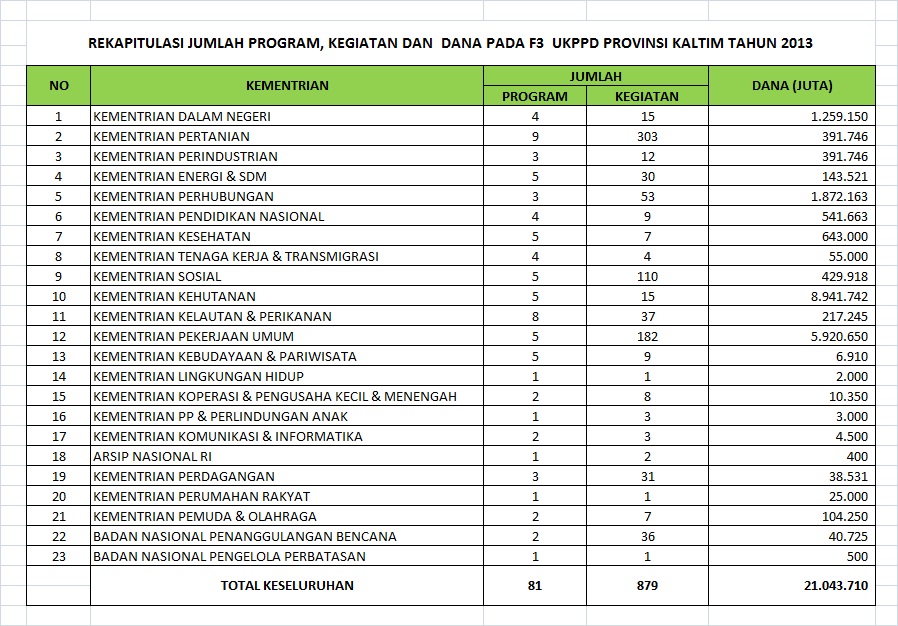 REKAPITULASI JUMLAH PROGRAM, KEGIATAN DAN DANA PADA F3 UKPPD PROVINSI KALTIM TAHUN 2013
NO KEMENTRIAN JUMLAH DANA (JUTA)
PROGRAM KEGIATAN
1 KEMENTRIAN DALAM NEGERI 4 15 1.259.150
2 KEMENTRIAN PERTANIAN 9 303 391.746
3 KEMENTRIAN PERINDUSTRIAN 3 12 391.746
4 KEMENTRIAN ENERGI & SDM 5 30 143.521
5 KEMENTRIAN PERHUBUNGAN 3 53 1.872.163
6 KEMENTRIAN PENDIDIKAN NASIONAL 4 9 541.663
7 KEMENTRIAN KESEHATAN 5 7 643.000
8 KEMENTRIAN TENAGA KERJA & TRANSMIGRASI 4 4 55.000
9 KEMENTRIAN SOSIAL 5 110 429.918
10 KEMENTRIAN KEHUTANAN 5 15 8.941.742
11 KEMENTRIAN KELAUTAN & PERIKANAN 8 37 217.245
12 KEMENTRIAN PEKERJAAN UMUM 5 182 5.920.650
13 KEMENTRIAN KEBUDAYAAN & PARIWISATA 5 9 6.910
14 KEMENTRIAN LINGKUNGAN HIDUP 1 1 2.000
15 KEMENTRIAN KOPERASI & PENGUSAHA KECIL & MENENGAH 2 8 10.350
16 KEMENTRIAN PP & PERLINDUNGAN ANAK 1 3 3.000
17 KEMENTRIAN KOMUNIKASI & INFORMATIKA 2 3 4.500
18 ARSIP NASIONAL RI 1 2 400
19 KEMENTRIAN PERDAGANGAN 3 31 38.531
20 KEMENTRIAN PERUMAHAN RAKYAT 1 1 25.000
21 KEMENTRIAN PEMUDA & OLAHRAGA 2 7 104.250
22 BADAN NASIONAL PENANGGULANGAN BENCANA 2 36 40.725
23 BADAN NASIONAL PENGELOLA PERBATASAN 1 1 500
TOTAL KESELURUHAN 81 879 21.043.710